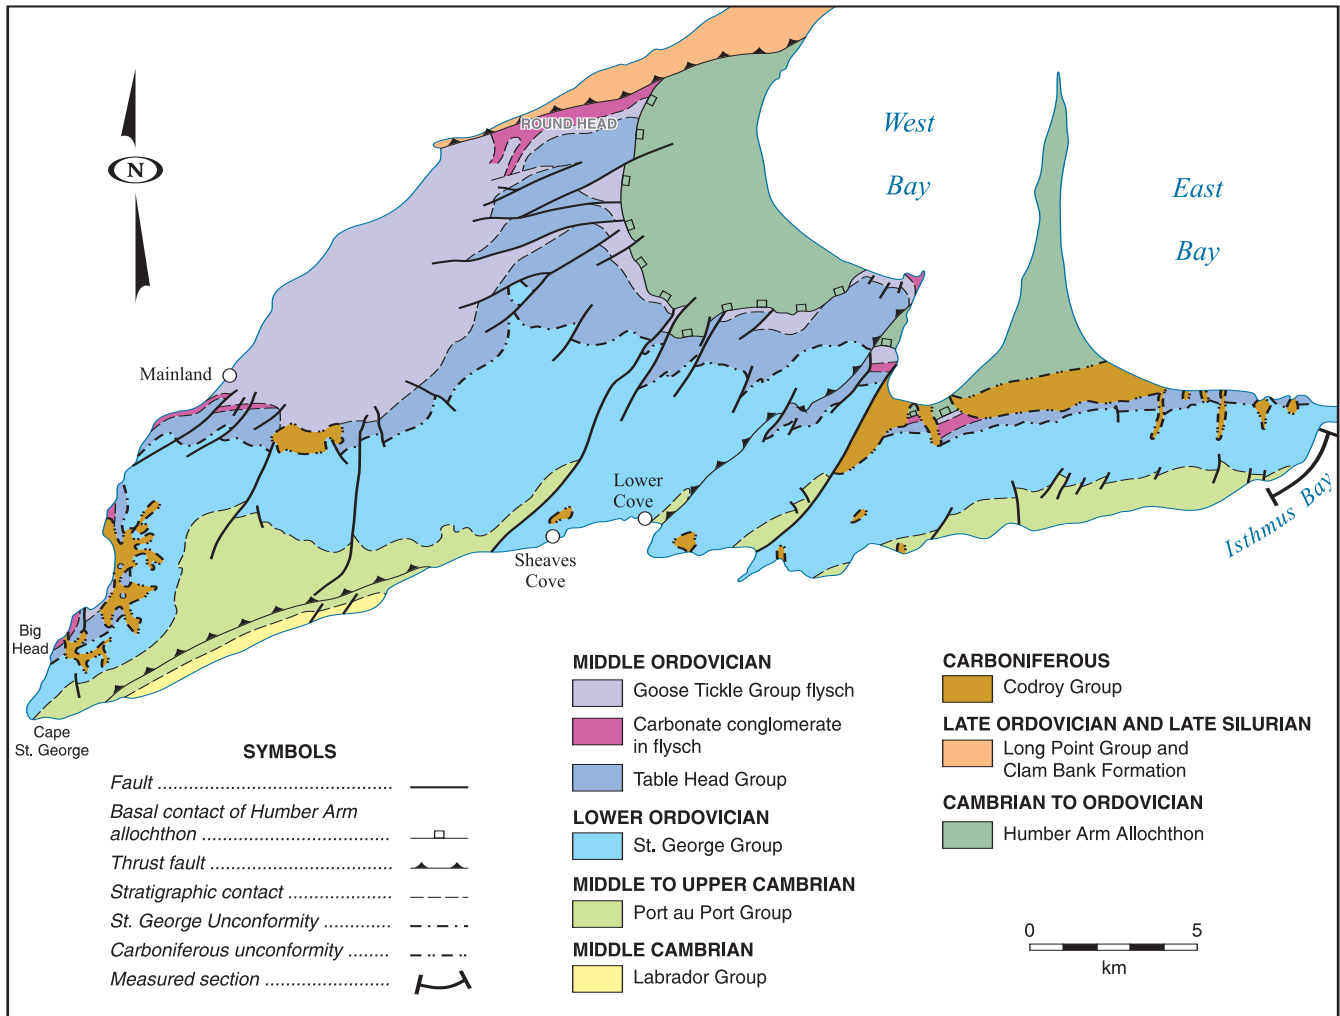 ROUND HEAD
West
Bay
East
Bay
N
Mainland
Lower
Cove
Sheaves
Cove
Isthmus Bay
Big
Head
Cape
St. George
SYMBOLS
Fault
Basal contact of Humber Arm
allochthon
Thrust fault
Stratigraphic contact
St. George Unconformity
Carboniferous unconformity
Measured section
MIDDLE ORDOVICIAN
Goose Tickle Group flysch
Carbonate conglomerate
in flysch
Table Head Group
LOWER ORDOVICIAN
St. George Group
MIDDLE TO UPPER CAMBRIAN
Port au Port Group
MIDDLE CAMBRIAN
Labrador Group
CARBONIFEROUS
Codroy Group
LATE ORDOVICIAN AND LATE SILURIAN
Long Point Group and
Clam Bank Formation
CAMBRIAN TO ORDOVICIAN
Humber Arm Allochthon
0 5
km